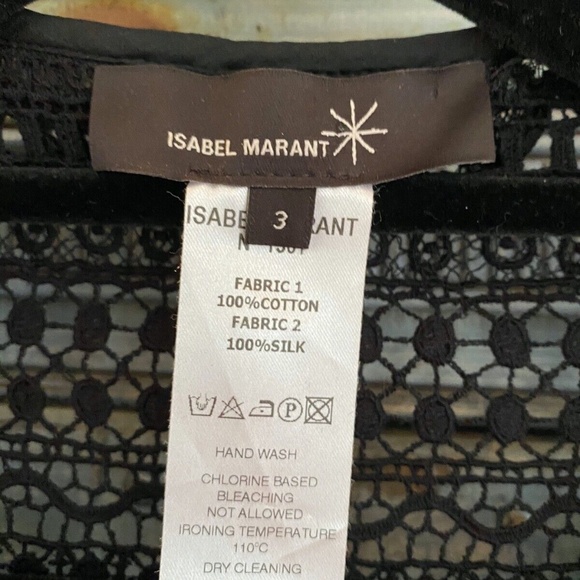 ISABEL MARANT
3
ISABEL MARANT
FABRIC 1
100%COTTON
FABRIC 2
100%SILK
P
HAND WASH
CHLORINE BASED
BLEACHING
NOT ALLOWED
IRONING TEMPERATURE
110°C
DRY CLEANING